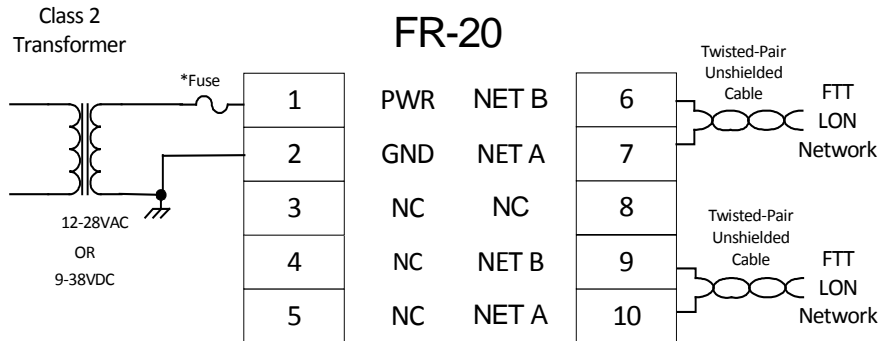 Class 2
Transformer
FR-20
*Fuse
12-28VAC
OR
9-38VDC
1 PWR NET B 6
2 GND NET A 7
3 NC NC 8
4 NC NET B 9
5 NC NET A 10
Twisted-Pair
Unshielded
Cable
FTT
LON
Network
Twisted-Pair
Unshielded
Cable
FTT
LON
Network